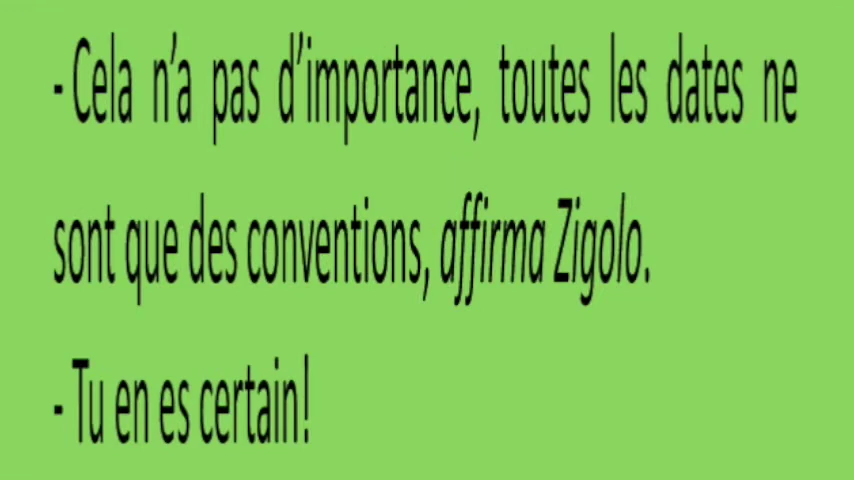 - Cela n’a pas d’importance, toutes les dates ne
sont que des conventions, affirma Zigolo.
- Tu en es certain!